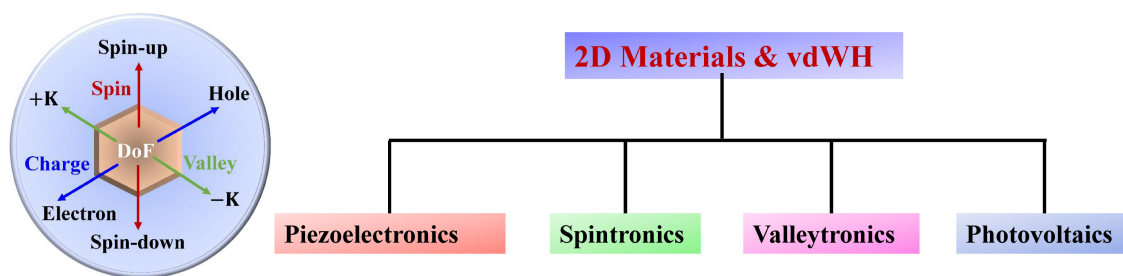 Spin-up
Spin
+K
Hole
DoF
Charge
Valley
Electron
−K
Spin-down
2D Materials & vdWH
Piezoelectronics
Spintronics
Valleytronics
Photovoltaics